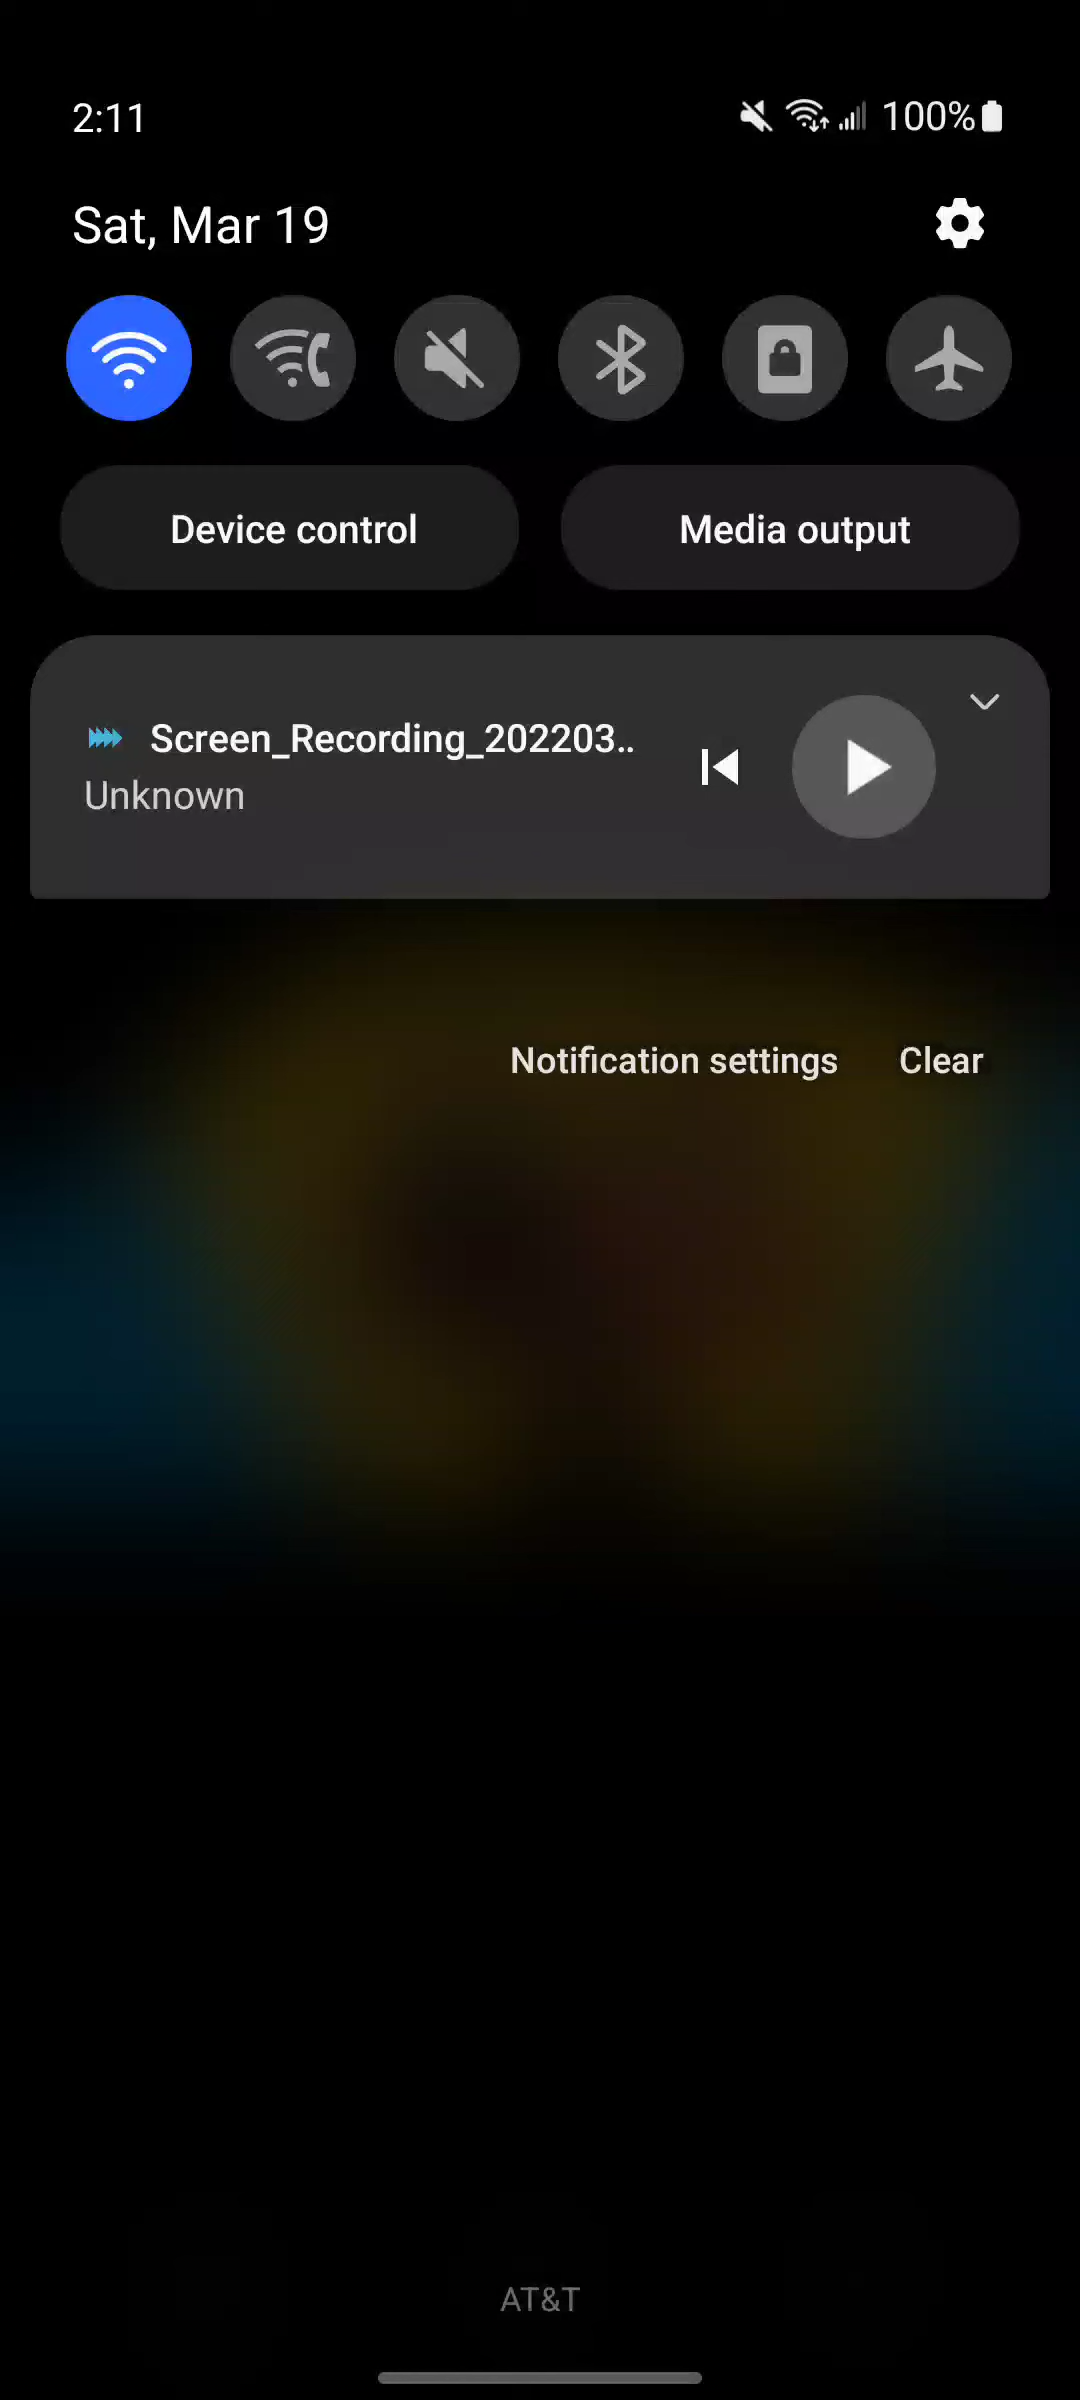 2:11
100%
Sat, Mar 19
Device control
Media output
Screen_Recording_202203..
Unknown
Notification settings
Clear
AT&T